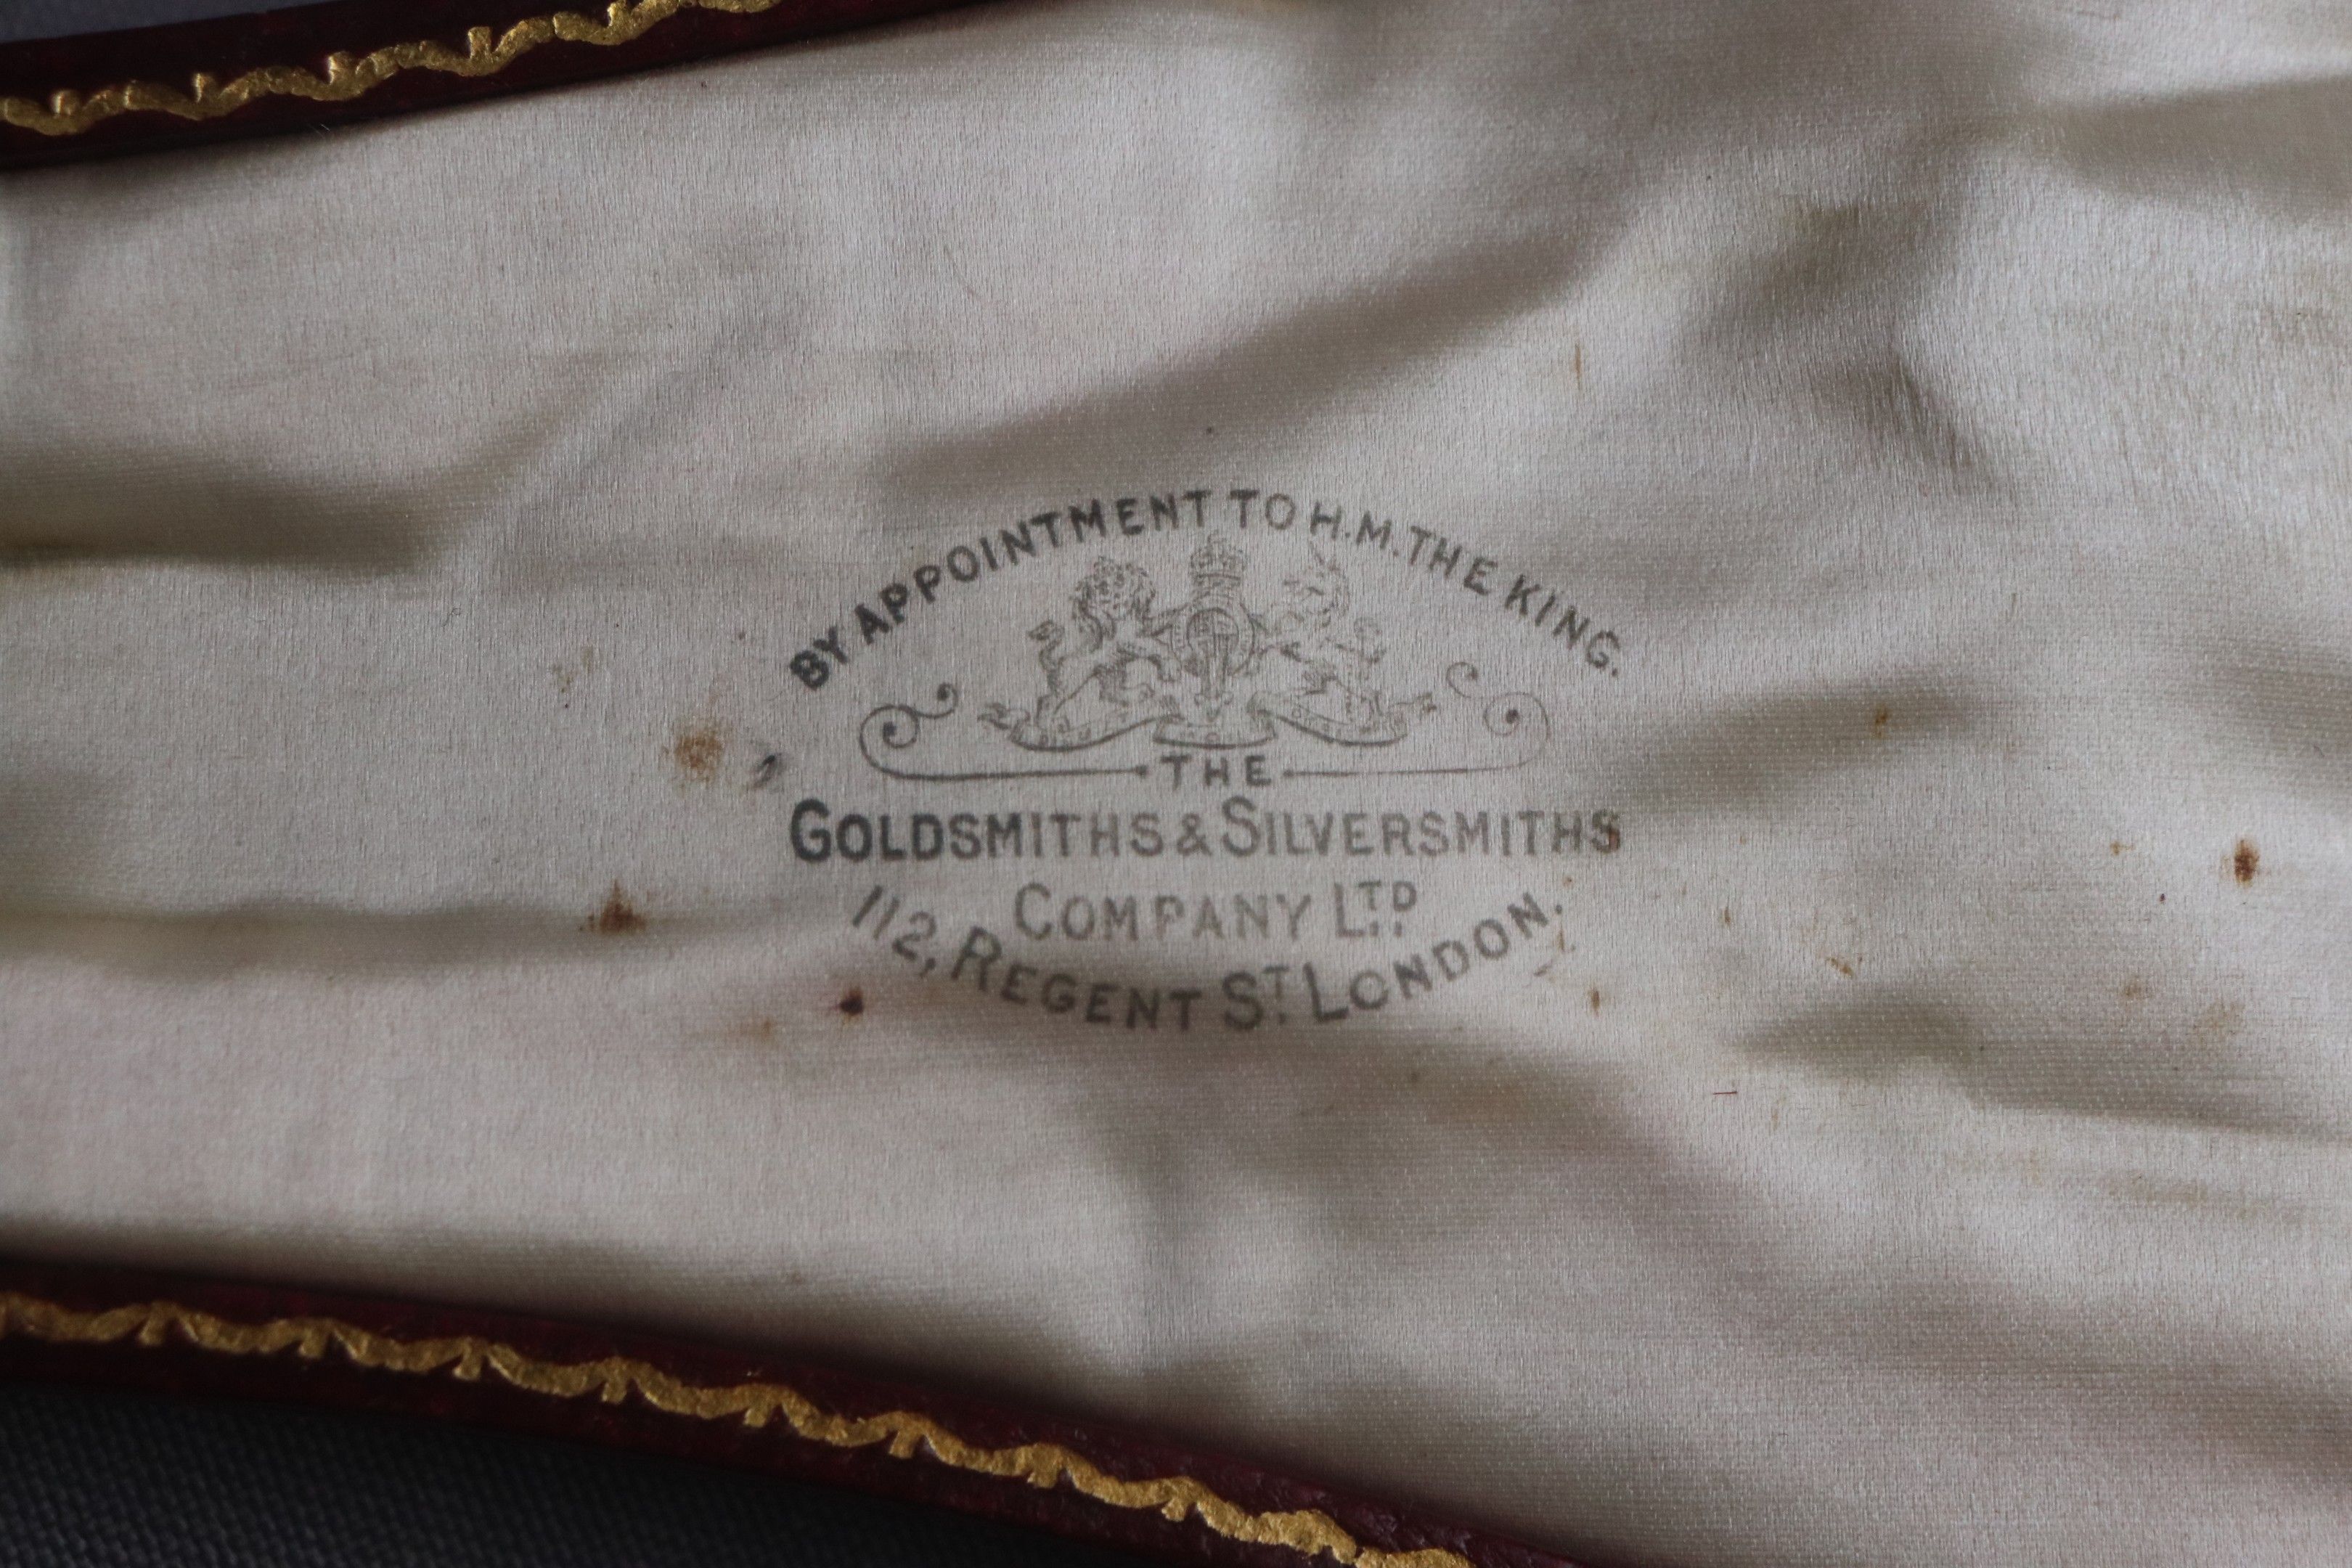 BY APPOINTMENT TO H.M. THE KING.
THE
GOLDSMITHS & SILVERSMITHS
COMPANY LTD.
112, REGENT ST. LONDON.